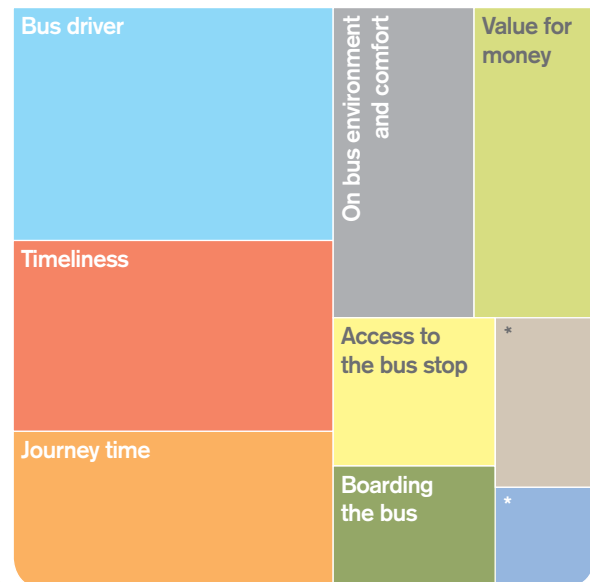 Bus driver
On bus environment
and comfort
Value for
money
Timeliness
Access to
the bus stop
*
Journey time
Boarding
the bus
*